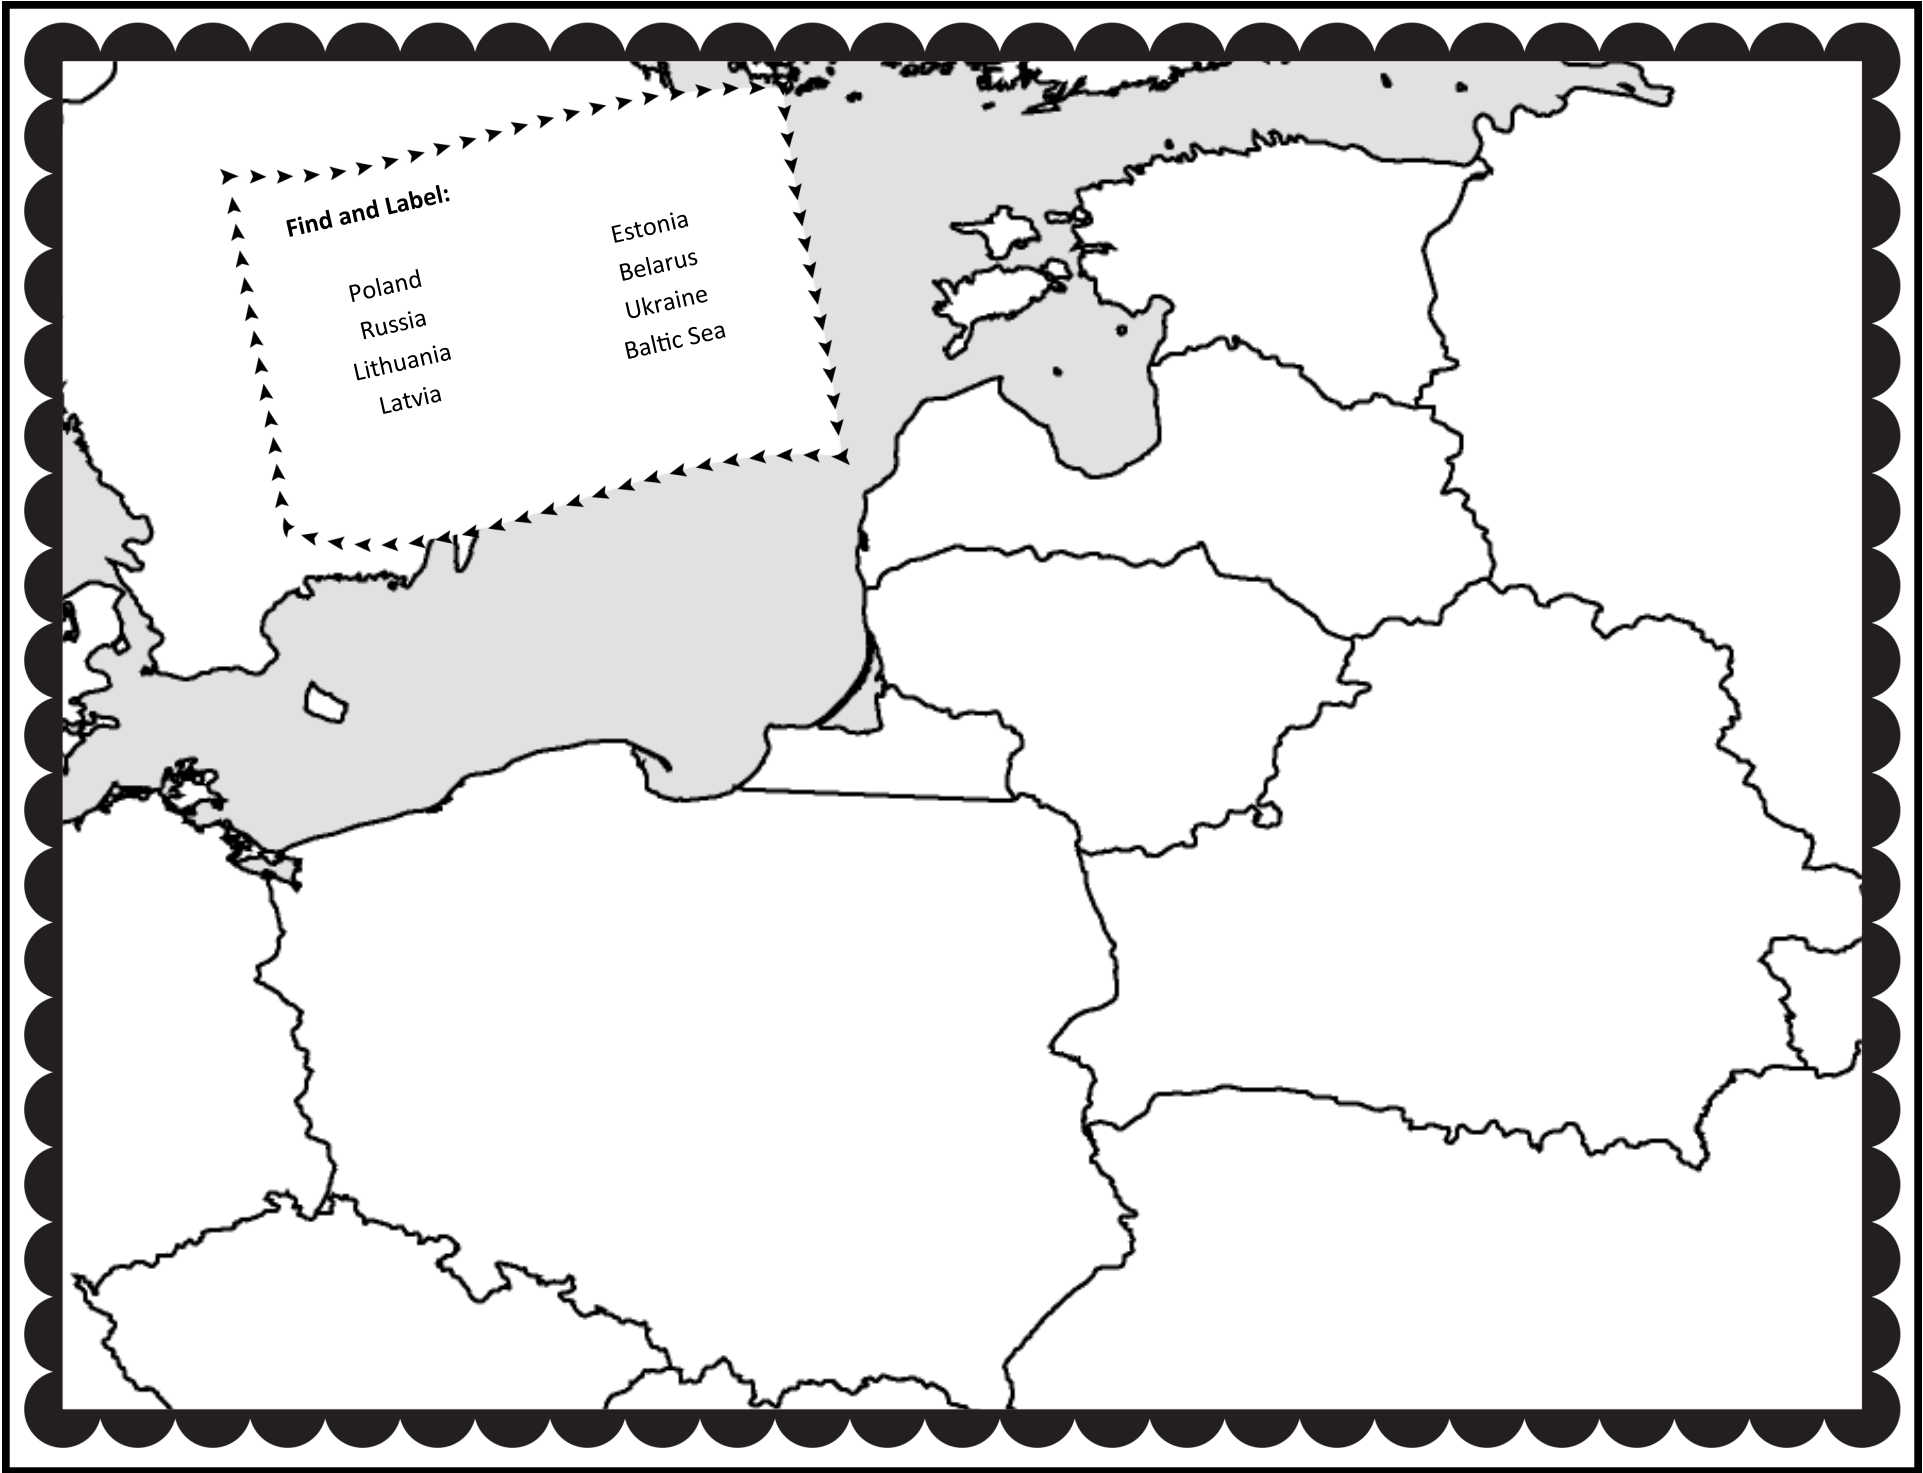 Find and Label:
Poland
Russia
Lithuania
Latvia
Estonia
Belarus
Ukraine
Baltic Sea